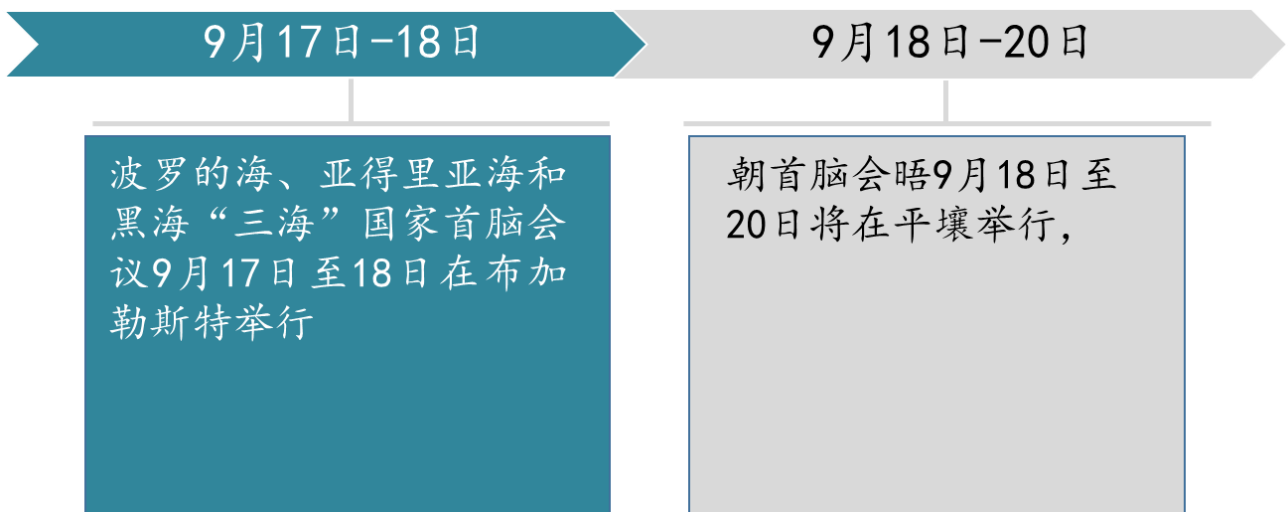 9月17日-18日
9月18日-20日
波罗的海、亚得里亚海和
黑海“三海”国家首脑会
议9月17日至18日在布加
勒斯特举行
朝首脑会晤9月18日至
20日将在平壤举行，